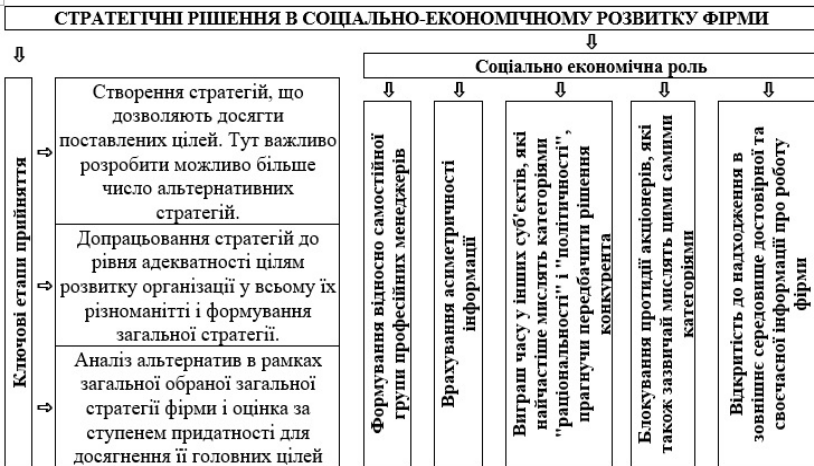 СТРАТЕГІЧНІ РІШЕННЯ В СОЦІАЛЬНО-ЕКОНОМІЧНОМУ РОЗВИТКУ ФІРМИ
Ключові етапи прийняття
Створення стратегій, що
дозволяють досягти
поставлених цілей. Тут важливо
розробити можливо більше
число альтернативних
стратегій.
Допрацьовання стратегій до
рівня адекватності цілям
розвитку організації у всьому їх
різноманітті і формування
загальної стратегії.
Аналіз альтернатив в рамках
загальної обраної загальної
стратегії фірми і оцінка за
ступенем придатності для
досягнення її головних цілей
Соціально економічна роль
Формування відносно самостійної
групи професійних менеджерів
Врахування асиметричності
інформації
Виграш часу у інших суб'єктів, які
найчастіше мислять категоріями
"раціональності" і "політичності",
прагнучи передбачити рішення
конкурента
Блокування протидії акціонерів, які
також зазвичай мислять цими самими
категоріями
Відкритість до надходження в
зовнішнє середовище достовірної та
своєчасної інформації про роботу
фірми